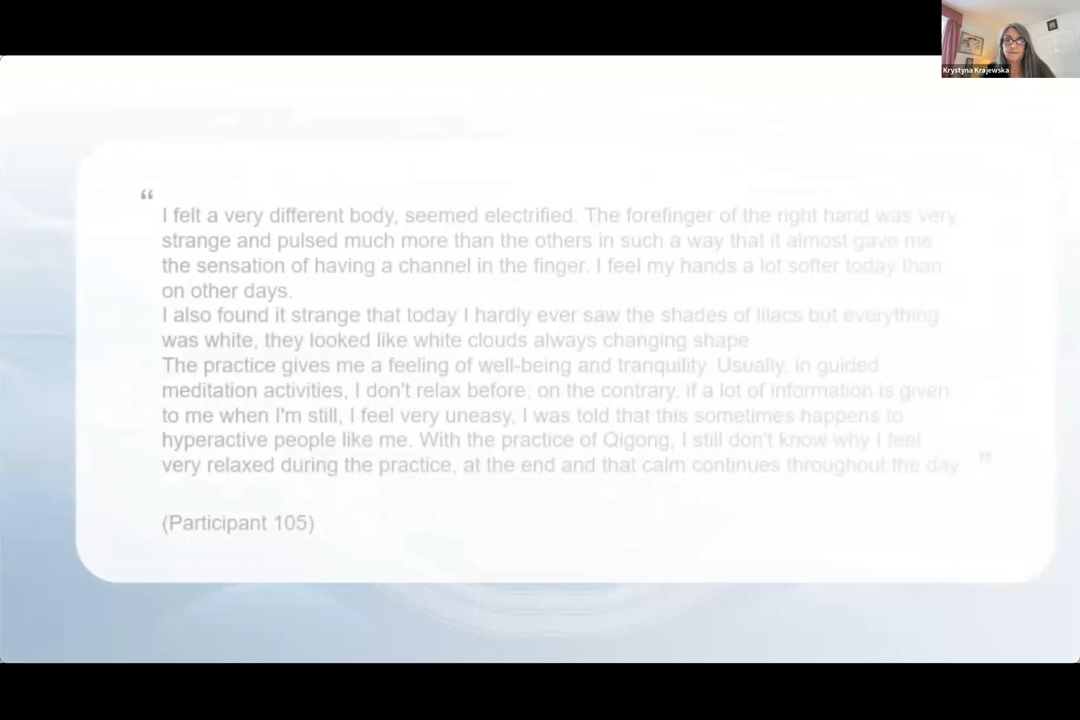 Krystyna Krajewska
“
I felt a very different body, seemed electrified. The forefinger of the right hand was very
strange and pulsed much more than the others in such a way that it almost gave me
the sensation of having a channel in the finger. I feel my hands a lot softer today than
on other days.
I also found it strange that today I hardly ever saw the shades of lilacs but everything
was white, they looked like white clouds always changing shape
The practice gives me a feeling of well-being and tranquility. Usually, in guided
meditation activities, I don't relax before, on the contrary, if a lot of information is given
to me when I'm still, I feel very uneasy, I was told that this sometimes happens to
hyperactive people like me. With the practice of Qigong, I still don't know why I feel
very relaxed during the practice, at the end and that calm continues throughout the day ”
(Participant 105)